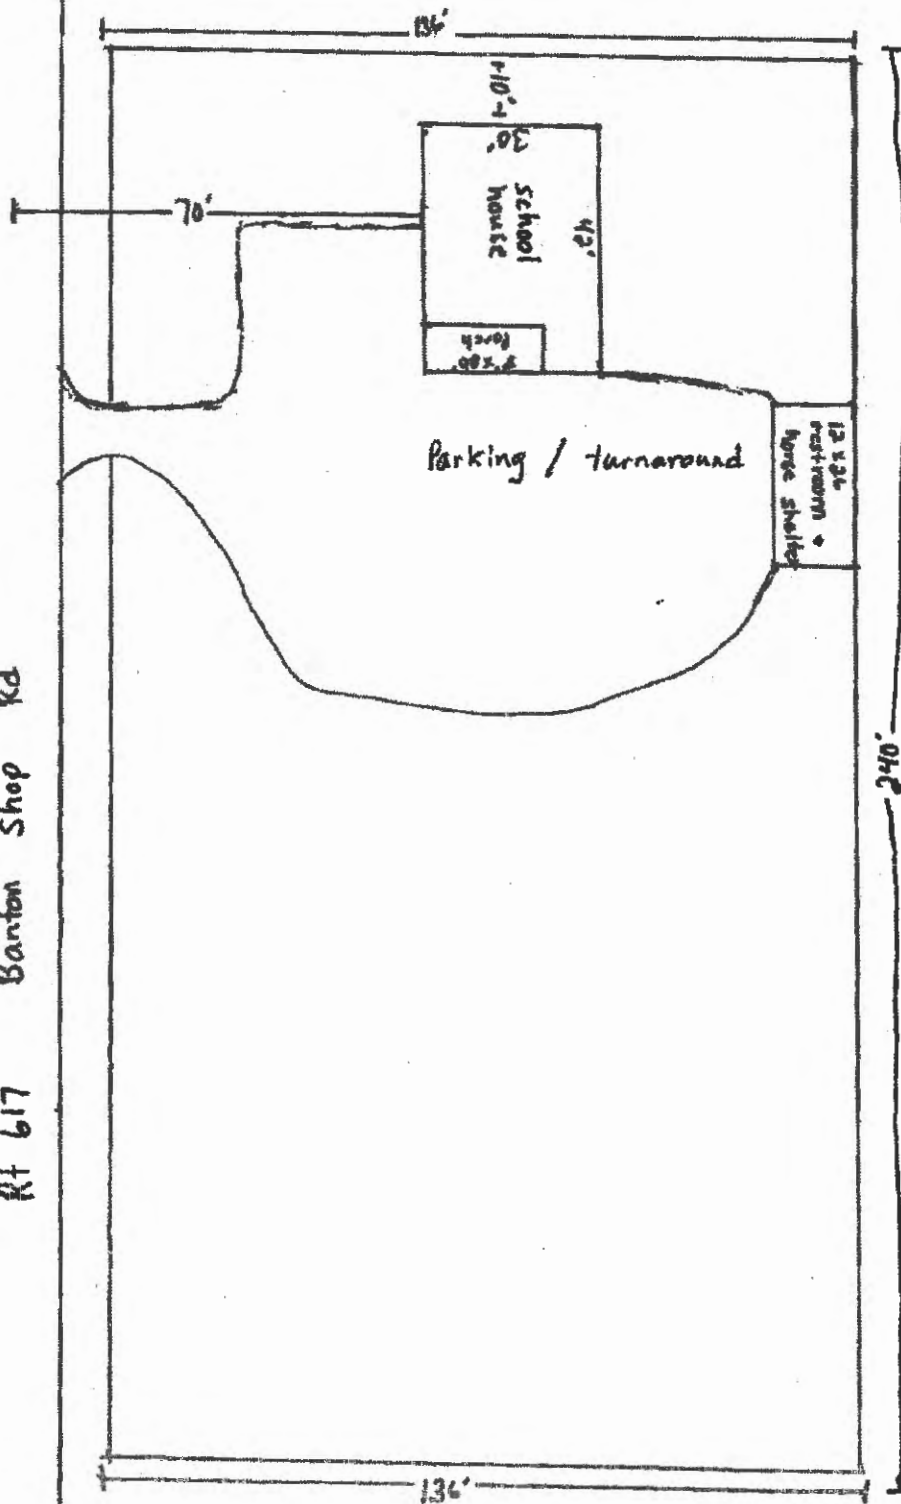 136'
10'
30'
School
house
42'
70'
8'x20'
Porch
Parking / turnaround
12 x 26
restroom +
horse shelter
240'
Rt 617 Banton Shop Rd
136'